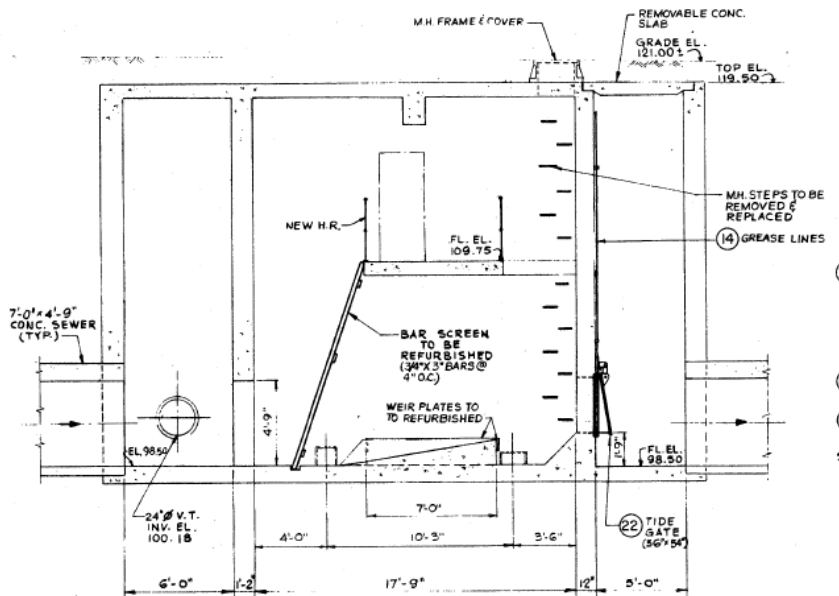 M.H. FRAME & COVER
REMOVABLE CONC.
SLAB
GRADE EL.
121.00±
TOP EL.
119.50
M.H. STEPS TO BE
REMOVED &
REPLACED
NEW H.R.
FL. EL.
109.75
14 GREASE LINES
7'-0" x 4'-9"
CONC. SEWER
(TYP.)
BAR SCREEN
TO BE
REFURBISHED
(3/4" X 3" BARS @
4" O.C.)
WEIR PLATES TO
TO REFURBISHED
4'-9"
EL. 98.50
1'-9"
FL. EL.
98.50
24" Ø V.T.
INV. EL.
100.18
7'-0"
22 TIDE
GATE
(36" x 54")
4'-0"
10'-3"
3'-6"
6'-0"
1'-2"
17'-9"
12"
5'-0"